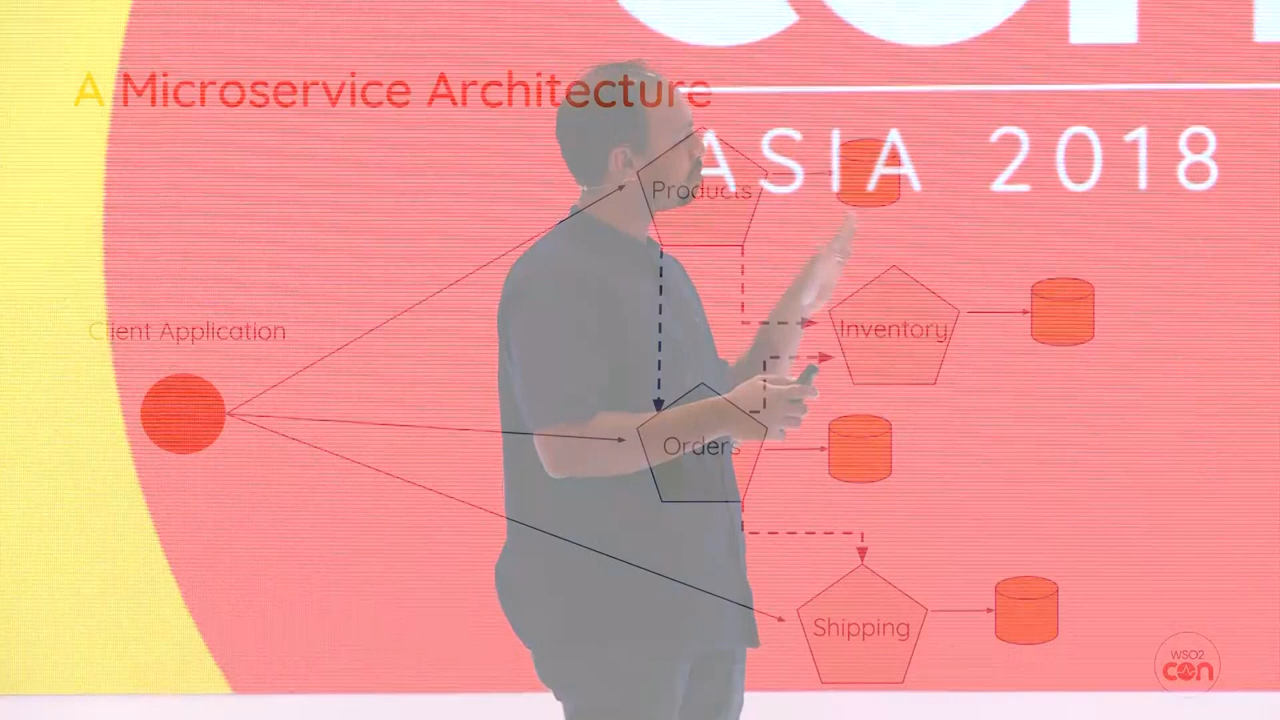 A Microservice Architecture
ASIA 2018
Products
Client Application
Inventory
Orders
Shipping
WSO2
con